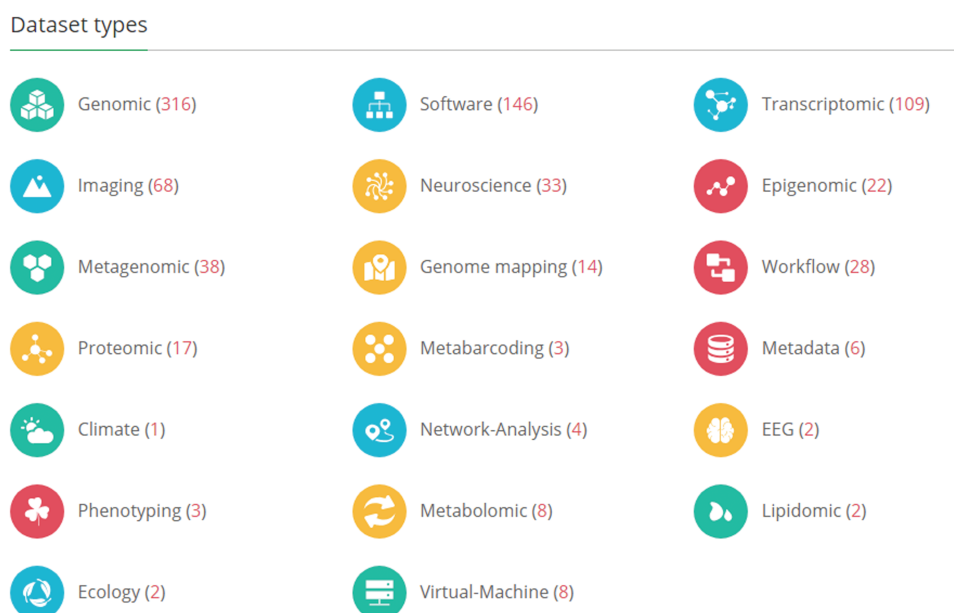 Dataset types
Genomic (316) Software (146) Transcriptomic (109)
Imaging (68) Neuroscience (33) Epigenomic (22)
Metagenomic (38) Genome mapping (14) Workflow (28)
Proteomic (17) Metabarcoding (3) Metadata (6)
Climate (1) Network-Analysis (4) EEG (2)
Phenotyping (3) Metabolomic (8) Lipidomic (2)
Ecology (2) Virtual-Machine (8)